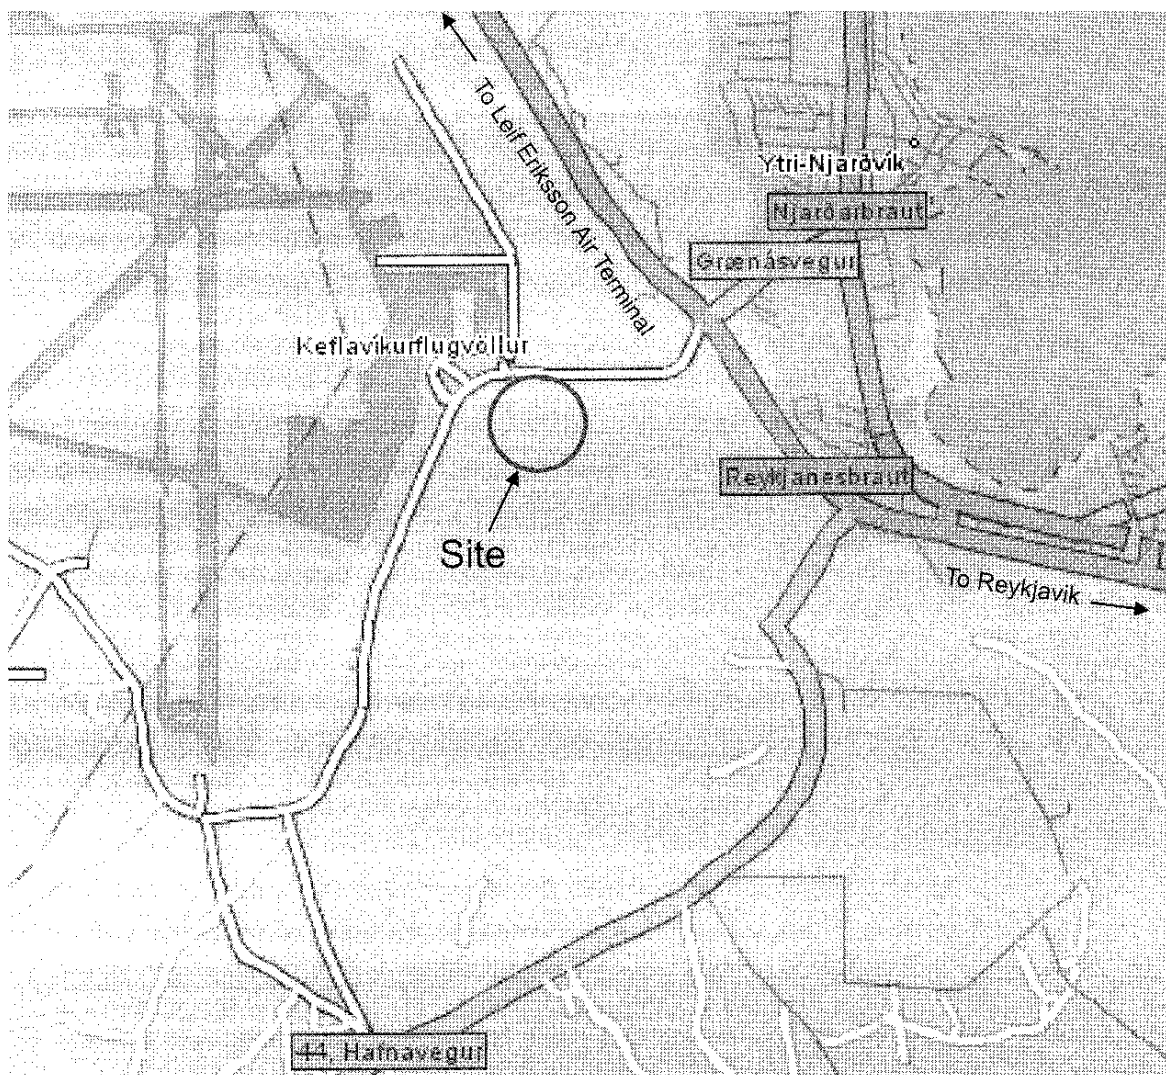 To Leif Eriksson Air Terminal
Ytri-Njarðvík
Njarðarbraut
Grænásvegur
Keflavíkurflugvöllur
Reykjanesbraut
Site
To Reykjavik
44, Hafnavegur